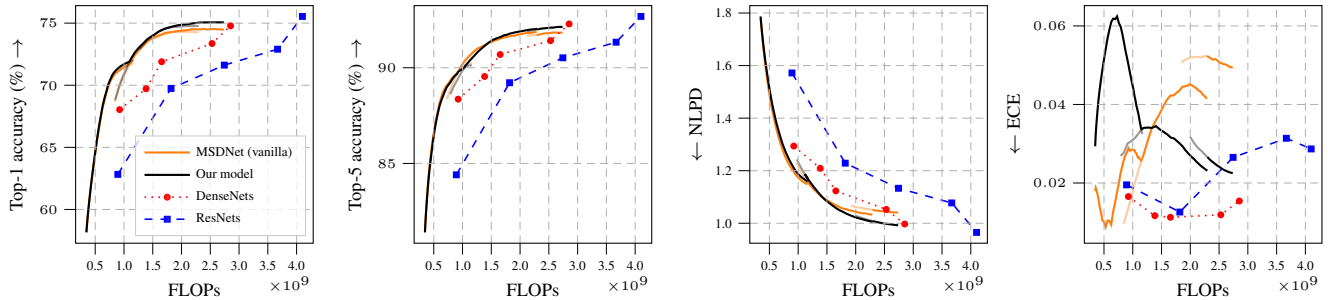 Top-1 accuracy (%) →
75
70
65
60
MSDNet (vanilla)
Our model
DenseNets
ResNets
0.5 1.0 1.5 2.0 2.5 3.0 3.5 4.0
FLOPs ×10⁹
Top-5 accuracy (%) →
90
85
0.5 1.0 1.5 2.0 2.5 3.0 3.5 4.0
FLOPs ×10⁹
← NLPD
1.8
1.6
1.4
1.2
1.0
0.5 1.0 1.5 2.0 2.5 3.0 3.5 4.0
FLOPs ×10⁹
← ECE
0.06
0.04
0.02
0.5 1.0 1.5 2.0 2.5 3.0 3.5 4.0
FLOPs ×10⁹